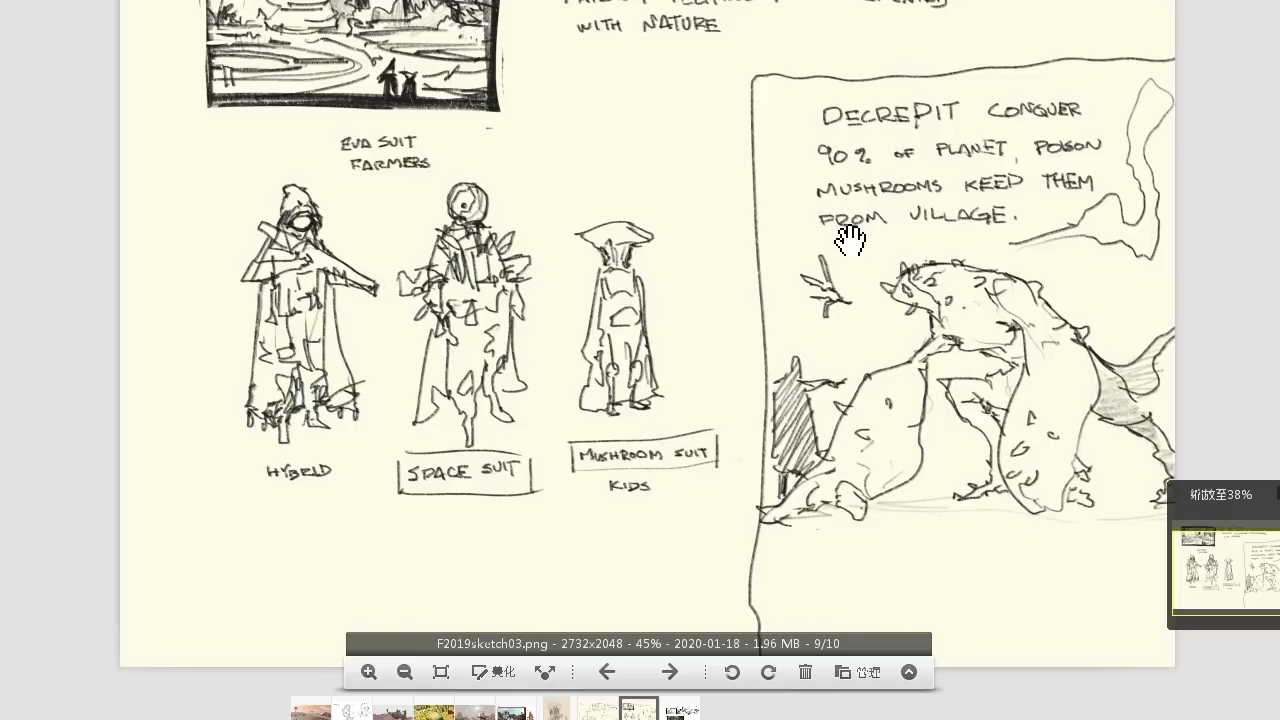 WITH NATURE
EVA SUIT
FARMERS
HYBRID
SPACE SUIT
MUSHROOM SUIT
KIDS
DECREPIT CONQUER
90% OF PLANET, POISON
MUSHROOMS KEEP THEM
FROM VILLAGE.
缩放至38%
F2019sketch03.png - 2732x2048 - 45% - 2020-01-18 - 1.96 MB - 9/10
美化
管理